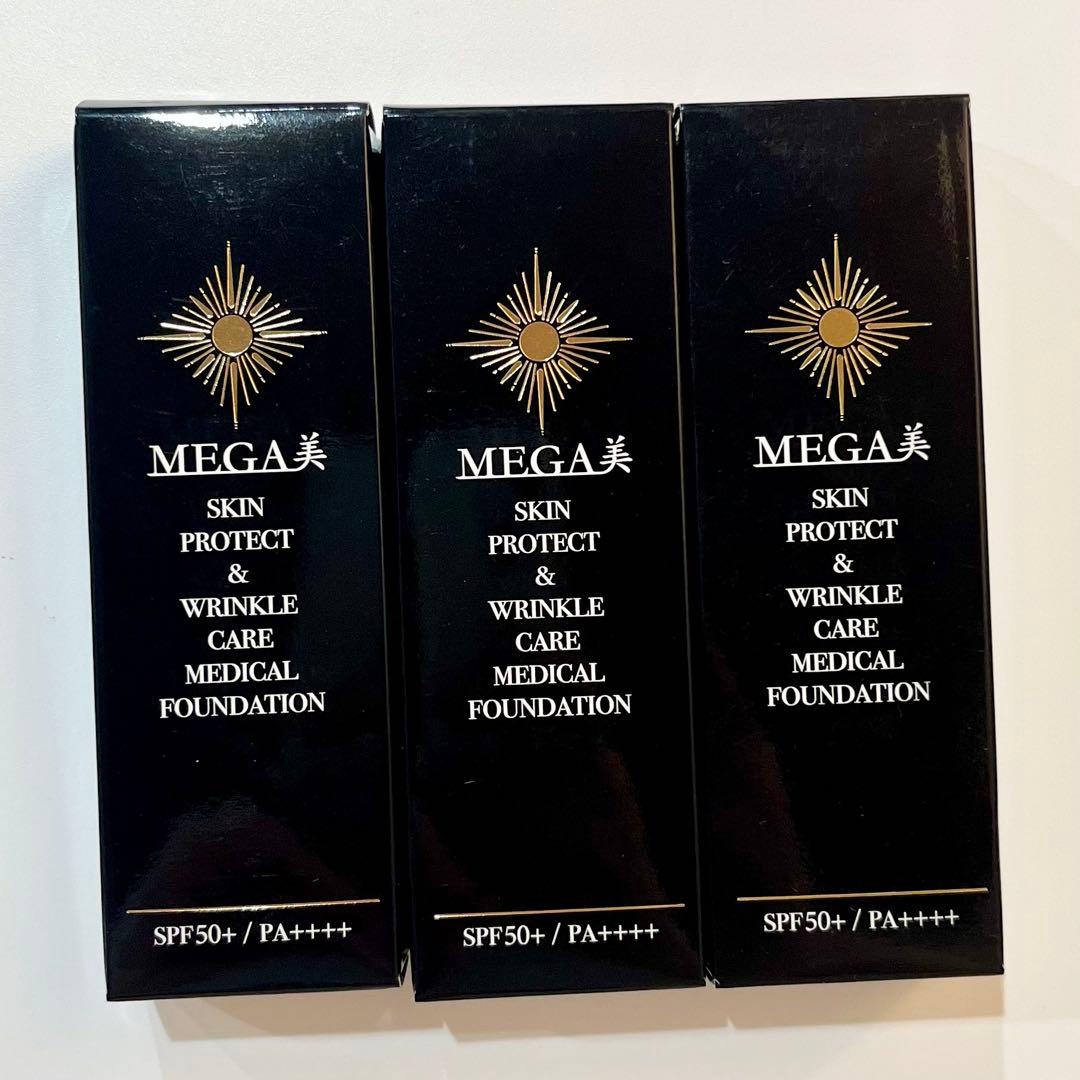 MEGA美
SKIN
PROTECT
&
WRINKLE
CARE
MEDICAL
FOUNDATION
SPF50+ / PA++++
MEGA美
SKIN
PROTECT
&
WRINKLE
CARE
MEDICAL
FOUNDATION
SPF50+ / PA++++
MEGA美
SKIN
PROTECT
&
WRINKLE
CARE
MEDICAL
FOUNDATION
SPF50+ / PA++++